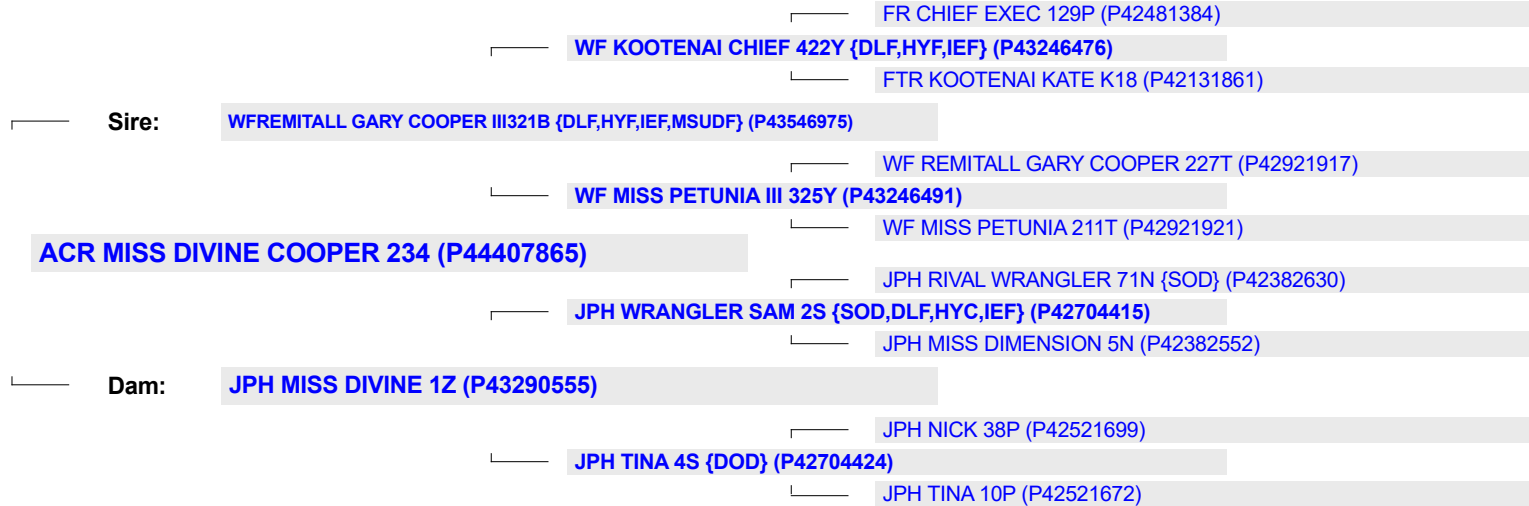 FR CHIEF EXEC 129P (P42481384)
WF KOOTENAI CHIEF 422Y {DLF,HYF,IEF} (P43246476)
FTR KOOTENAI KATE K18 (P42131861)
Sire: WFREMITALL GARY COOPER III321B {DLF,HYF,IEF,MSUDF} (P43546975)
WF REMITALL GARY COOPER 227T (P42921917)
WF MISS PETUNIA III 325Y (P43246491)
WF MISS PETUNIA 211T (P42921921)
ACR MISS DIVINE COOPER 234 (P44407865)
JPH RIVAL WRANGLER 71N {SOD} (P42382630)
JPH WRANGLER SAM 2S {SOD,DLF,HYC,IEF} (P42704415)
JPH MISS DIMENSION 5N (P42382552)
Dam: JPH MISS DIVINE 1Z (P43290555)
JPH NICK 38P (P42521699)
JPH TINA 4S {DOD} (P42704424)
JPH TINA 10P (P42521672)